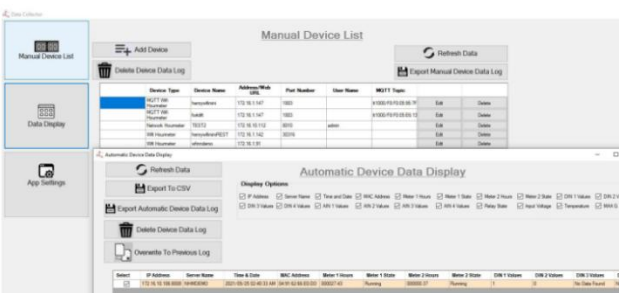 Data Collector
Manual Device List
Manual Device List
Add Device
Refresh Data
Delete Device Data Log
Export Manual Device Data Log
Device Type Device Name Address/Web URL Port Number User Name MQTT Topic
MQTT Wifi Hourmeter 172.16.1.147 1883 Edit Delete
MQTT Wifi Hourmeter 172.16.1.147 1883 Edit Delete
Network Hourmeter TEST2 172.16.10.112 admin Edit Delete
Wifi Hourmeter 172.16.1.142 Edit Delete
Wifi Hourmeter 172.16.1.91 Edit Delete
Data Display
App Settings
Automatic Device Data Display
Refresh Data
Automatic Device Data Display
Export To CSV
Display Options
IP Address Server Name Time and Date MAC Address Meter 1 Hours Meter 1 State Meter 2 Hours Meter 2 State DIN 1 Values
DIN 3 Values DIN 4 Values AIN 1 Values AIN 2 Values AIN 3 Values AIN 4 Values Relay State Input Voltage Temperature
Export Automatic Device Data Log
Delete Device Data Log
Overwrite To Previous Log
Select IP Address Server Name Time & Date MAC Address Meter 1 Hours Meter 1 State Meter 2 Hours Meter 2 State DIN 1 Values DIN 2 Values DIN 3 Values
Running Running 1 0 No Data Found